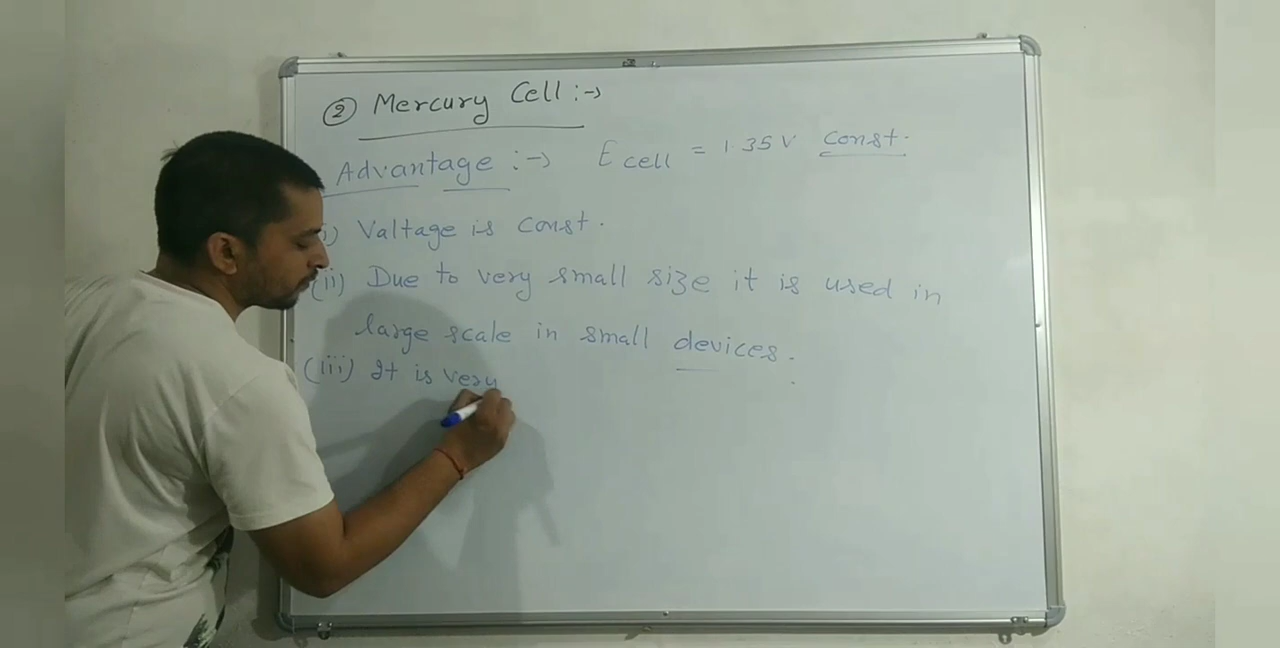 ② Mercury Cell :→
Advantage :→ E cell = 1.35 V const.
i) Valtage is const.
(ii) Due to very small size it is used in
large scale in small devices.
(iii) It is very